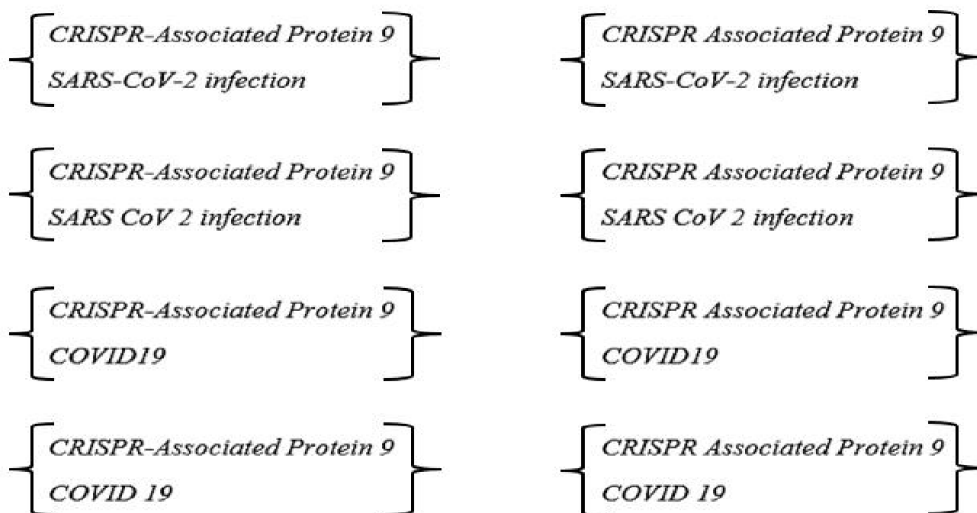 CRISPR-Associated Protein 9
SARS-CoV-2 infection
CRISPR Associated Protein 9
SARS-CoV-2 infection
CRISPR-Associated Protein 9
SARS CoV 2 infection
CRISPR Associated Protein 9
SARS CoV 2 infection
CRISPR-Associated Protein 9
COVID19
CRISPR Associated Protein 9
COVID19
CRISPR-Associated Protein 9
COVID 19
CRISPR Associated Protein 9
COVID 19